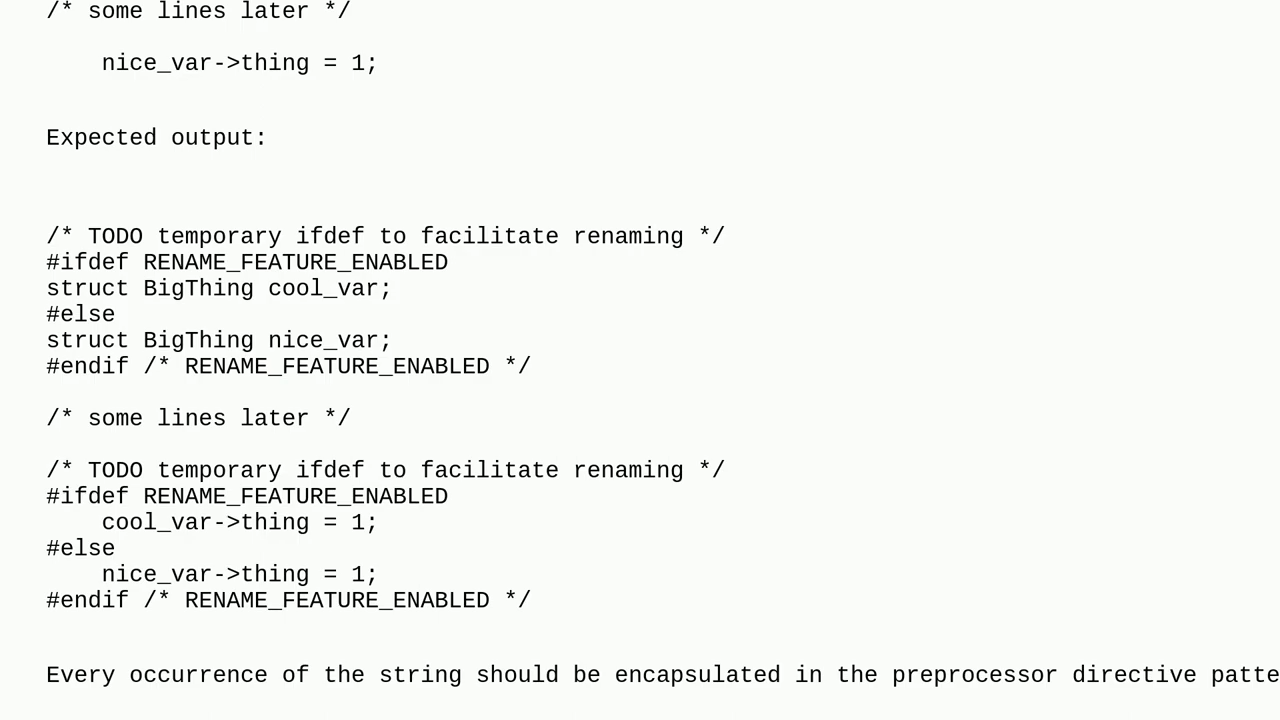 /* some lines later */
nice_var->thing = 1;
Expected output:
/* TODO temporary ifdef to facilitate renaming */
#ifdef RENAME_FEATURE_ENABLED
struct BigThing cool_var;
#else
struct BigThing nice_var;
#endif /* RENAME_FEATURE_ENABLED */
/* some lines later */
/* TODO temporary ifdef to facilitate renaming */
#ifdef RENAME_FEATURE_ENABLED
cool_var->thing = 1;
#else
nice_var->thing = 1;
#endif /* RENAME_FEATURE_ENABLED */
Every occurrence of the string should be encapsulated in the preprocessor directive patte